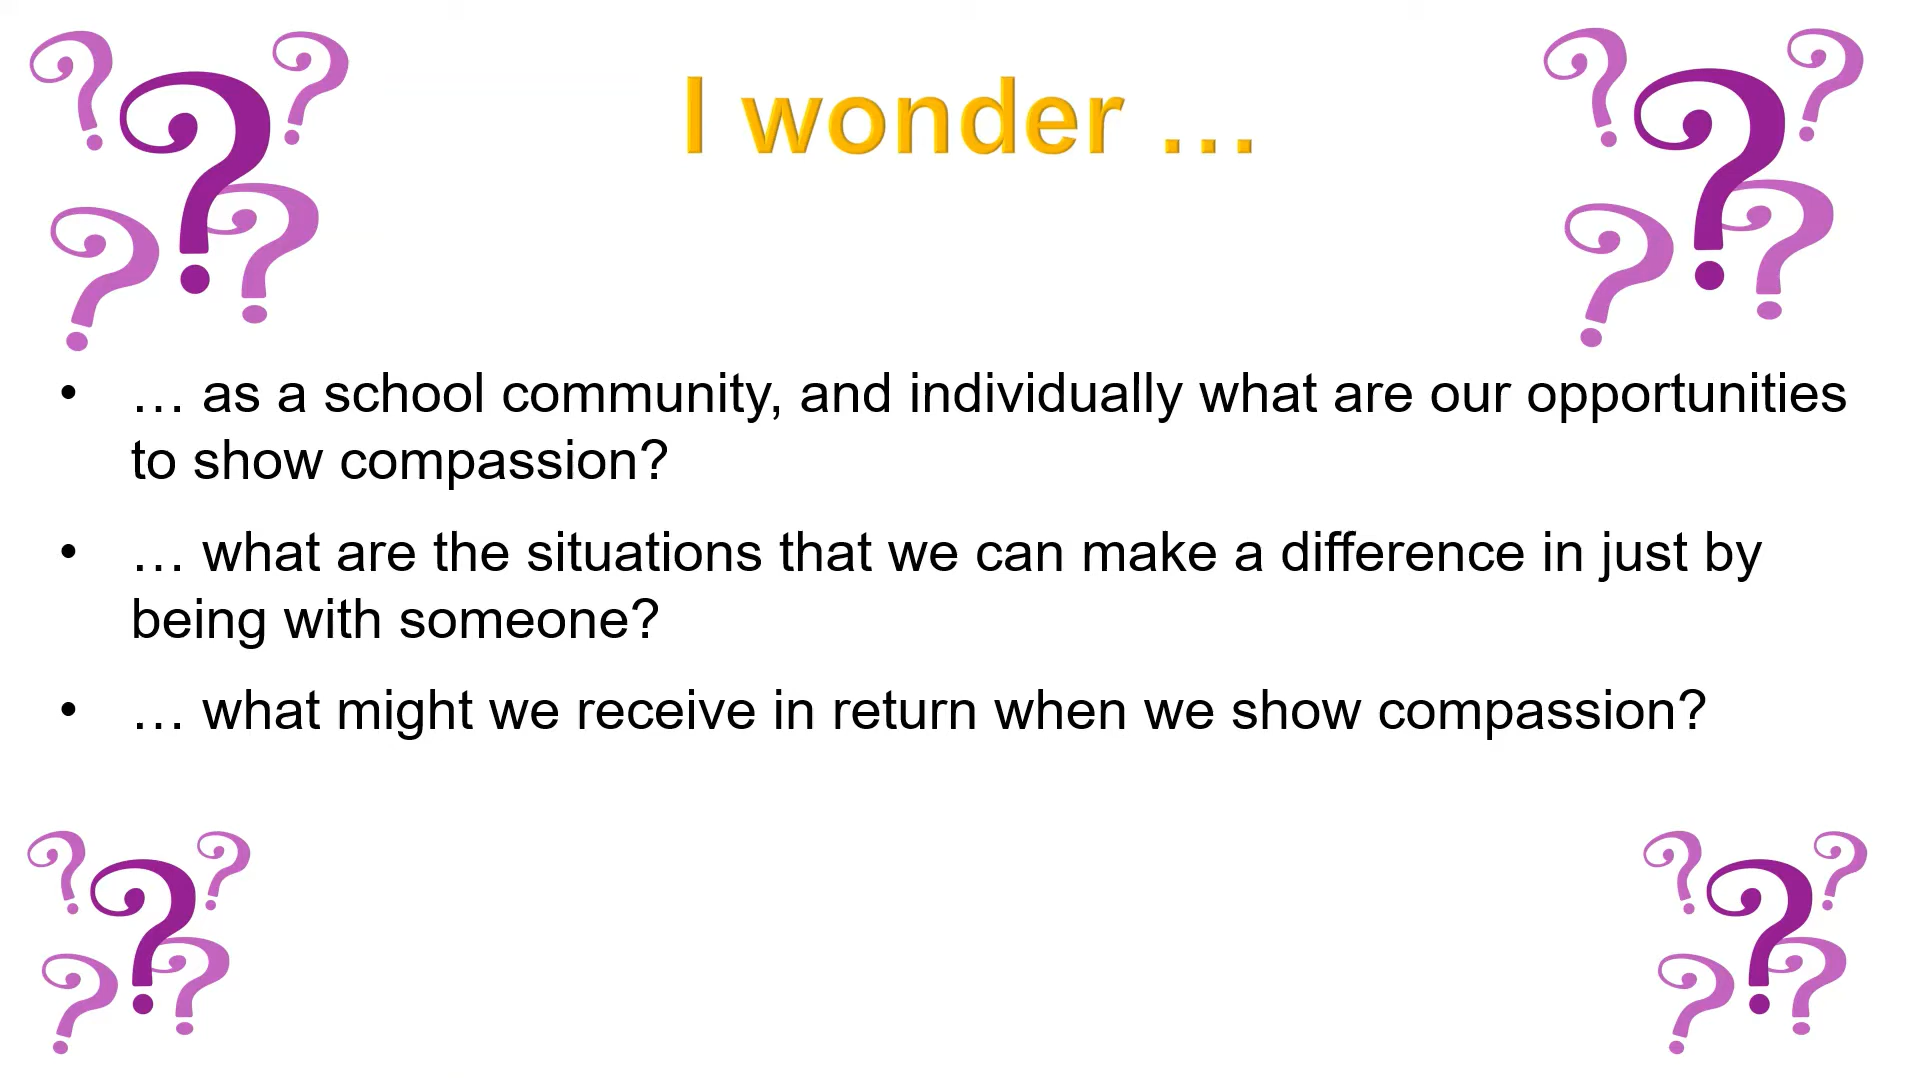 I wonder …
• … as a school community, and individually what are our opportunities
to show compassion?
• … what are the situations that we can make a difference in just by
being with someone?
• … what might we receive in return when we show compassion?